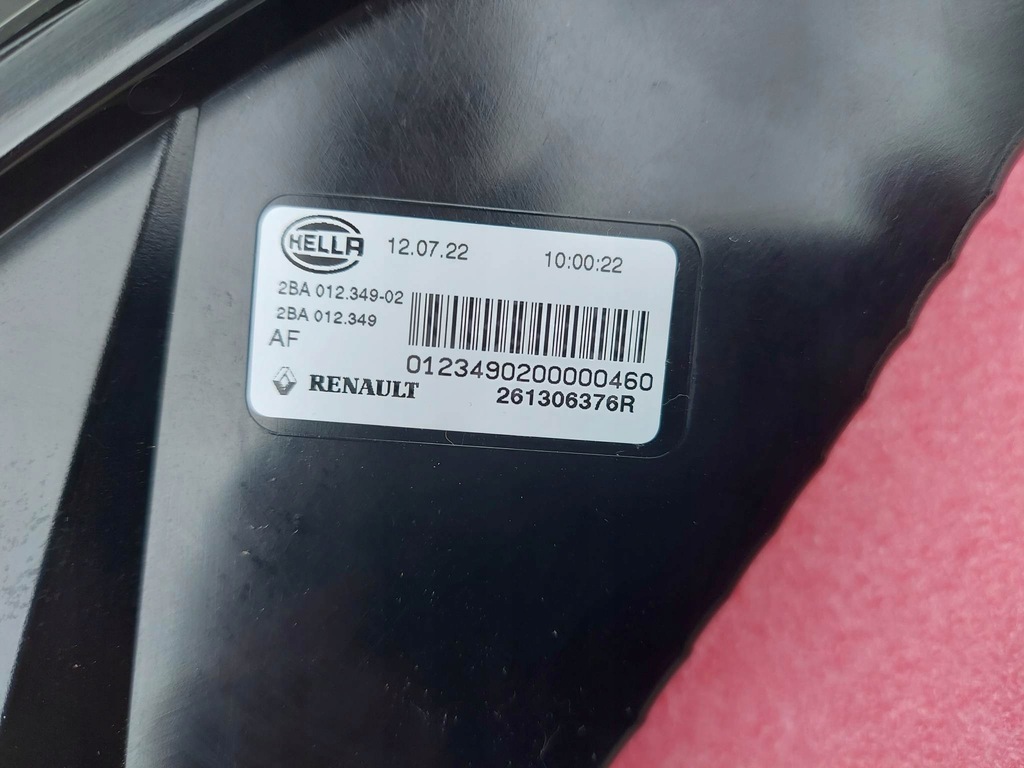 HELLA 12.07.22 10:00:22
2BA 012.349-02
2BA 012.349
AF
0123490200000460
RENAULT 261306376R